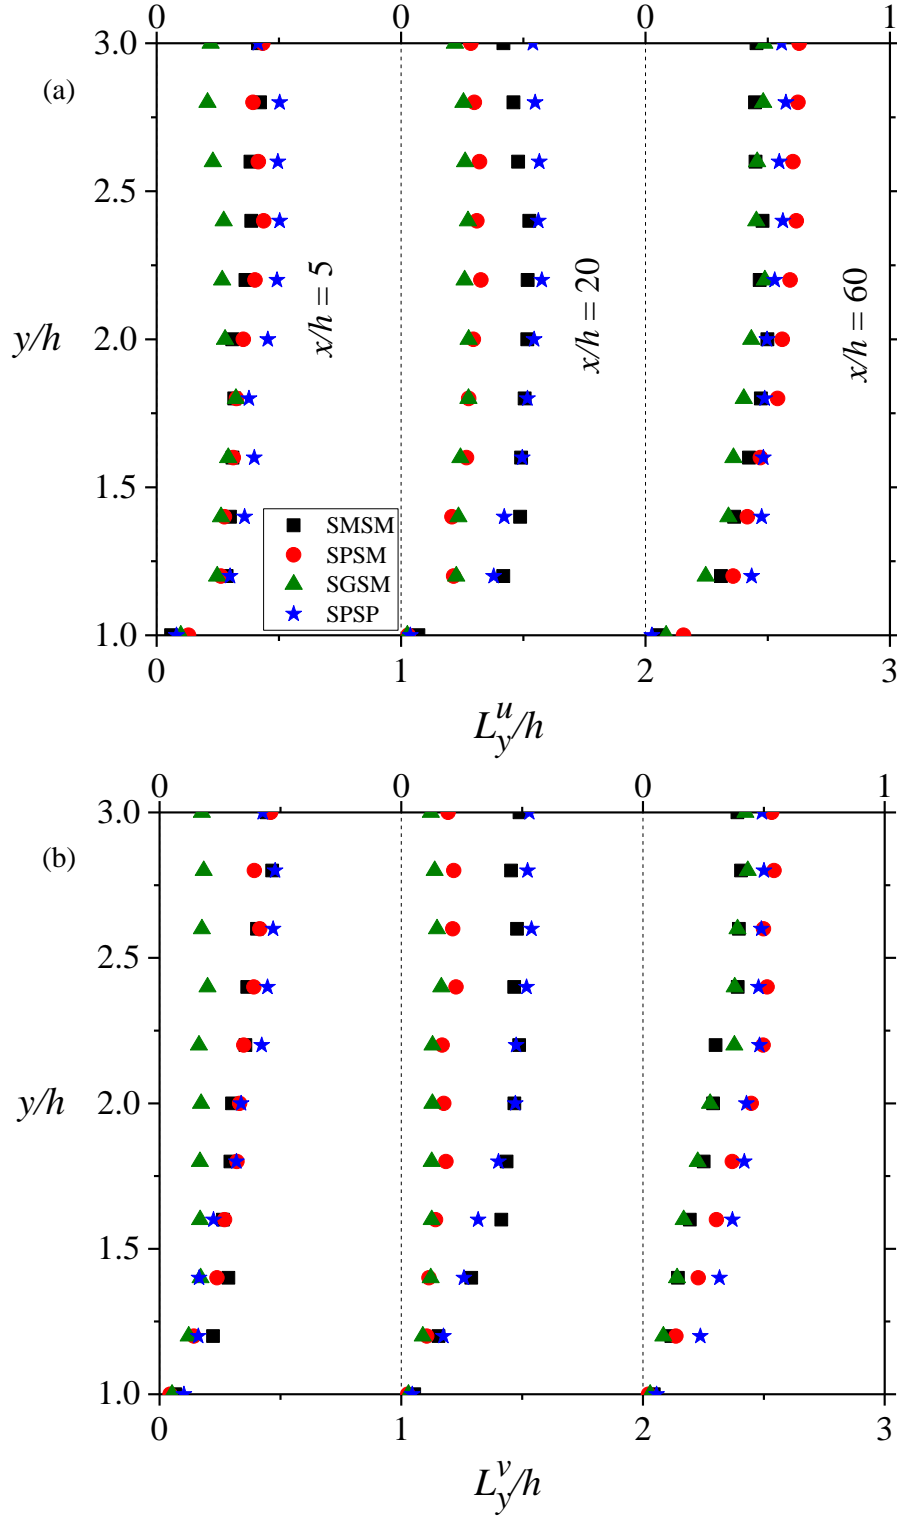 0 0 0 1
(a)
3.0
2.5
2.0
1.5
1.0
y/h
x/h = 5
x/h = 20
x/h = 60
SMSM
SPSM
SGSM
SPSP
0 1 2 3
L_y^u/h
0 0 0 1
(b)
3.0
2.5
2.0
1.5
1.0
y/h
0 1 2 3
L_y^v/h